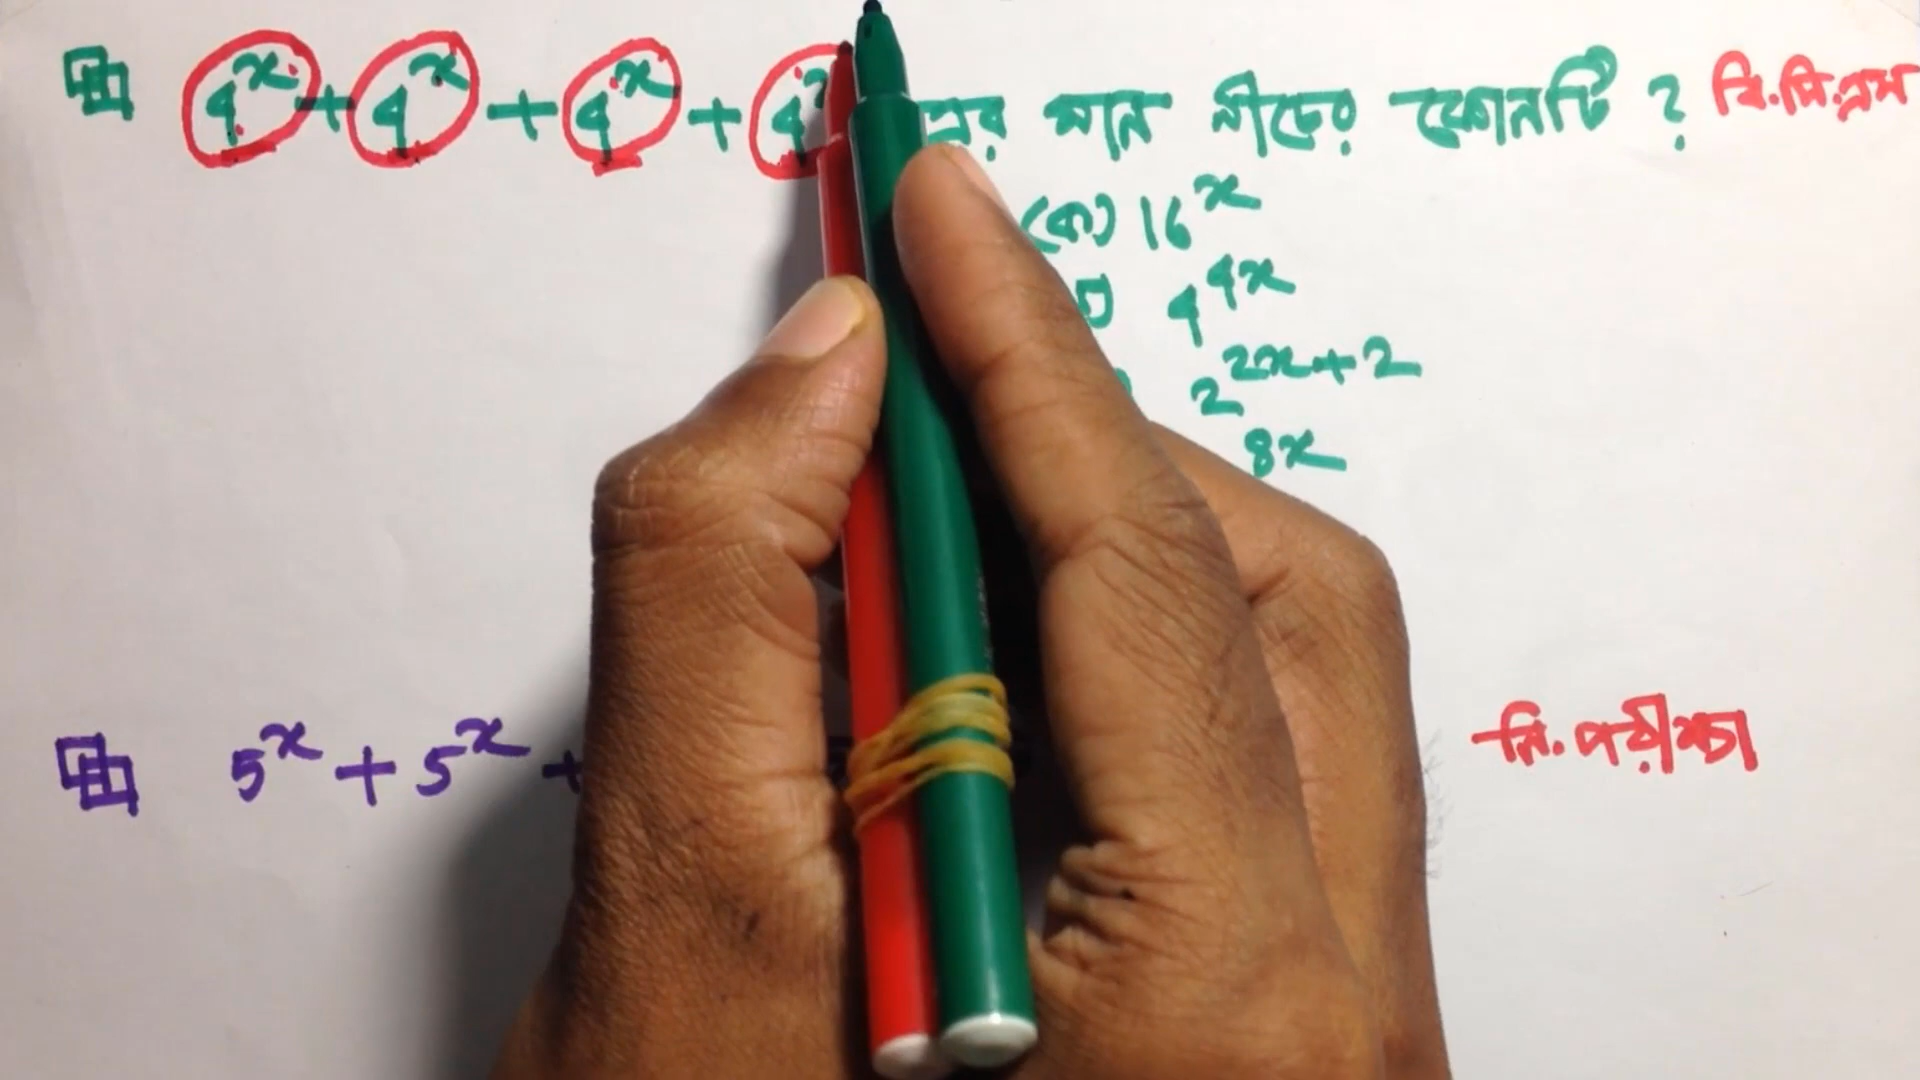 4^x + 4^x + 4^x + 4 এর মান নীচের কোনটি ? বি.সি.এস
(ক) 16^x
4^4x
2^2x+2
8x
5^x + 5^x +
নি. পরীক্ষা